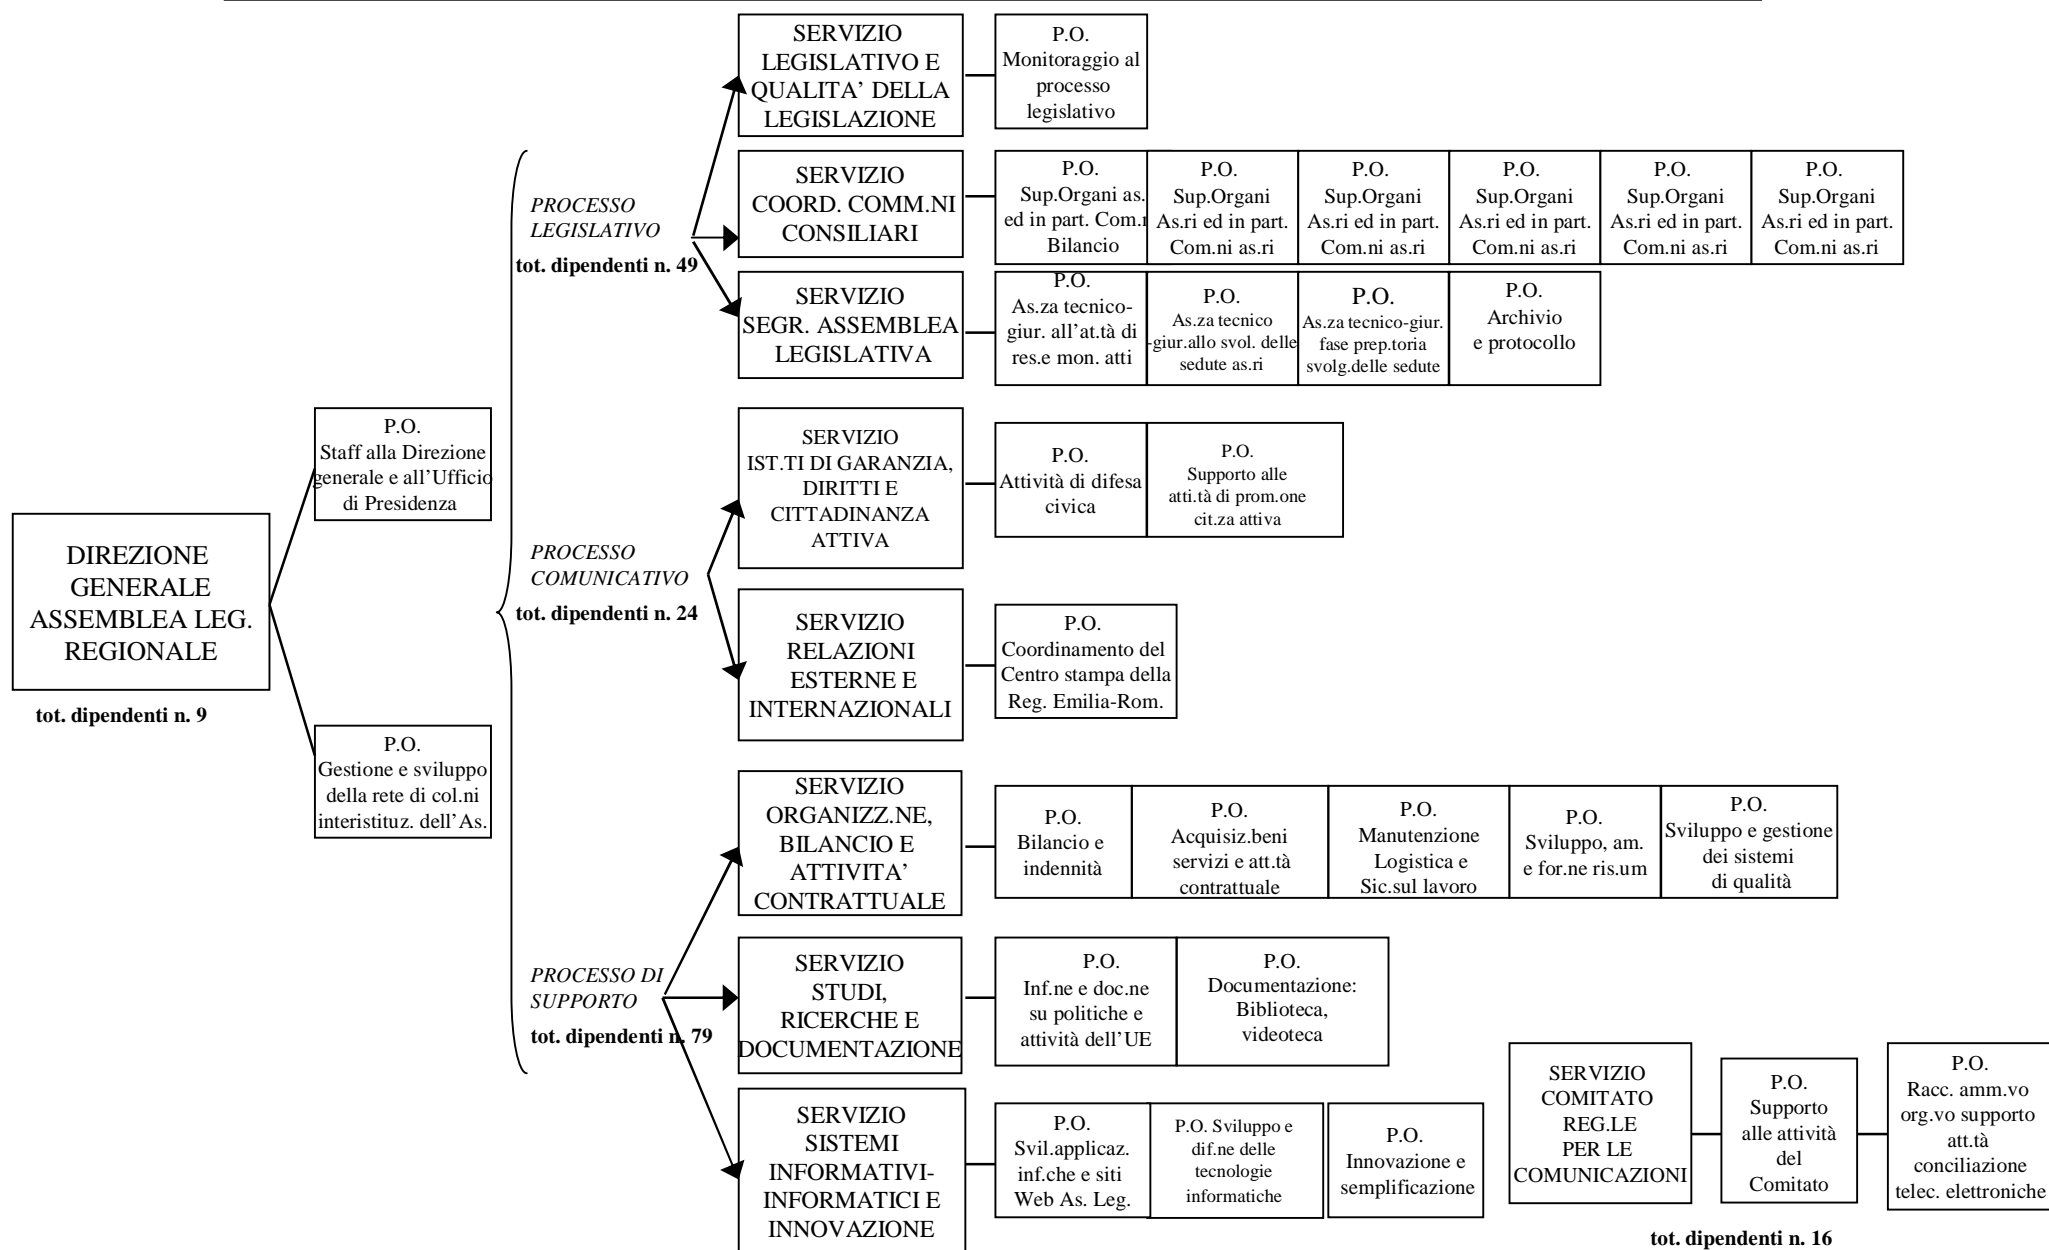 SERVIZIO
LEGISLATIVO E
QUALITA’ DELLA
LEGISLAZIONE
P.O.
Monitoraggio al
processo
legislativo
PROCESSO
LEGISLATIVO
tot. dipendenti n. 49
SERVIZIO
COORD. COMM.NI
CONSILIARI
P.O.
Sup.Organi as.
ed in part. Com.n
Bilancio
P.O.
Sup.Organi
As.ri ed in part.
Com.ni as.ri
P.O.
Sup.Organi
As.ri ed in part.
Com.ni as.ri
P.O.
Sup.Organi
As.ri ed in part.
Com.ni as.ri
P.O.
Sup.Organi
As.ri ed in part.
Com.ni as.ri
P.O.
Sup.Organi
As.ri ed in part.
Com.ni as.ri
SERVIZIO
SEGR. ASSEMBLEA
LEGISLATIVA
P.O.
As.za tecnico-
giur. all’at.tà di
res.e mon. atti
P.O.
As.za tecnico
-giur.allo svol. delle
sedute as.ri
P.O.
As.za tecnico-giur.
fase prep.toria
svolg.delle sedute
P.O.
Archivio
e protocollo
DIREZIONE
GENERALE
ASSEMBLEA LEG.
REGIONALE
tot. dipendenti n. 9
P.O.
Staff alla Direzione
generale e all’Ufficio
di Presidenza
P.O.
Gestione e sviluppo
della rete di col.ni
interistituz. dell’As.
PROCESSO
COMUNICATIVO
tot. dipendenti n. 24
SERVIZIO
IST.TI DI GARANZIA,
DIRITTI E
CITTADINANZA
ATTIVA
P.O.
Attività di difesa
civica
P.O.
Supporto alle
atti.tà di prom.one
cit.za attiva
SERVIZIO
RELAZIONI
ESTERNE E
INTERNAZIONALI
P.O.
Coordinamento del
Centro stampa della
Reg. Emilia-Rom.
PROCESSO DI
SUPPORTO
tot. dipendenti n. 79
SERVIZIO
ORGANIZZ.NE,
BILANCIO E
ATTIVITA’
CONTRATTUALE
P.O.
Bilancio e
indennità
P.O.
Acquisiz.beni
servizi e att.tà
contrattuale
P.O.
Manutenzione
Logistica e
Sic.sul lavoro
P.O.
Sviluppo, am.
e for.ne ris.um
P.O.
Sviluppo e gestione
dei sistemi
di qualità
SERVIZIO
STUDI,
RICERCHE E
DOCUMENTAZIONE
P.O.
Inf.ne e doc.ne
su politiche e
attività dell’UE
P.O.
Documentazione:
Biblioteca,
videoteca
SERVIZIO
SISTEMI
INFORMATIVI-
INFORMATICI E
INNOVAZIONE
P.O.
Svil.applicaz.
inf.che e siti
Web As. Leg.
P.O. Sviluppo e
dif.ne delle
tecnologie
informatiche
P.O.
Innovazione e
semplificazione
SERVIZIO
COMITATO
REG.LE
PER LE
COMUNICAZIONI
P.O.
Supporto
alle attività
del
Comitato
P.O.
Racc. amm.vo
org.vo supporto
att.tà
conciliazione
telec. elettroniche
tot. dipendenti n. 16